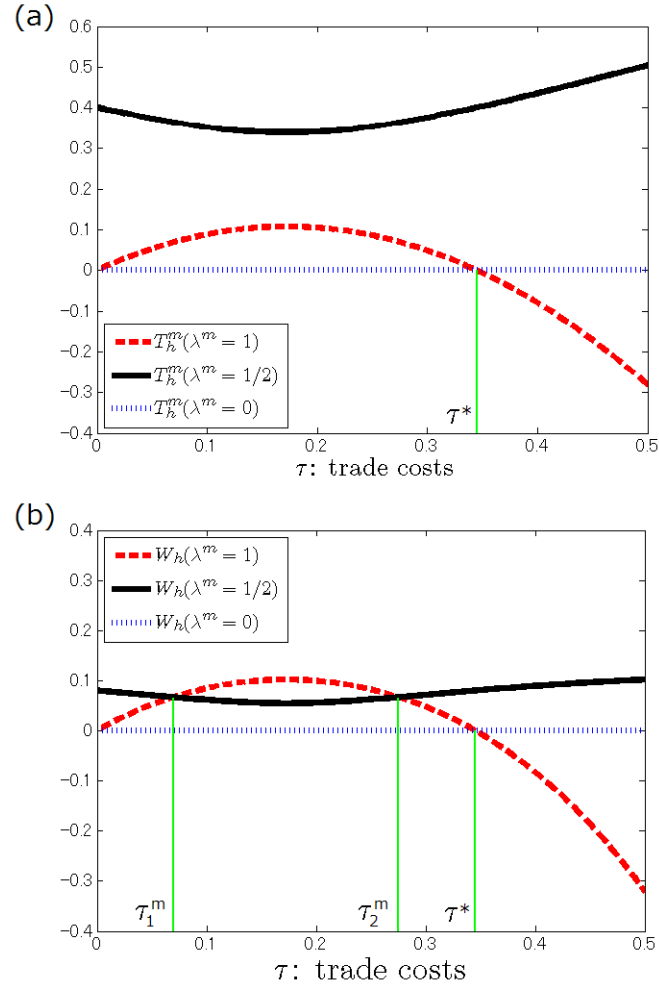 (a)
0.6
0.5
0.4
0.3
0.2
0.1
0
−0.1
−0.2
−0.3
−0.4
T_h^m(λ^m = 1)
T_h^m(λ^m = 1/2)
T_h^m(λ^m = 0)
τ*
0 0.1 0.2 0.3 0.4 0.5
τ: trade costs
(b)
0.4
0.3
0.2
0.1
0
−0.1
−0.2
−0.3
−0.4
W_h(λ^m = 1)
W_h(λ^m = 1/2)
W_h(λ^m = 0)
τ_1^m τ_2^m τ*
0 0.1 0.2 0.3 0.4 0.5
τ: trade costs